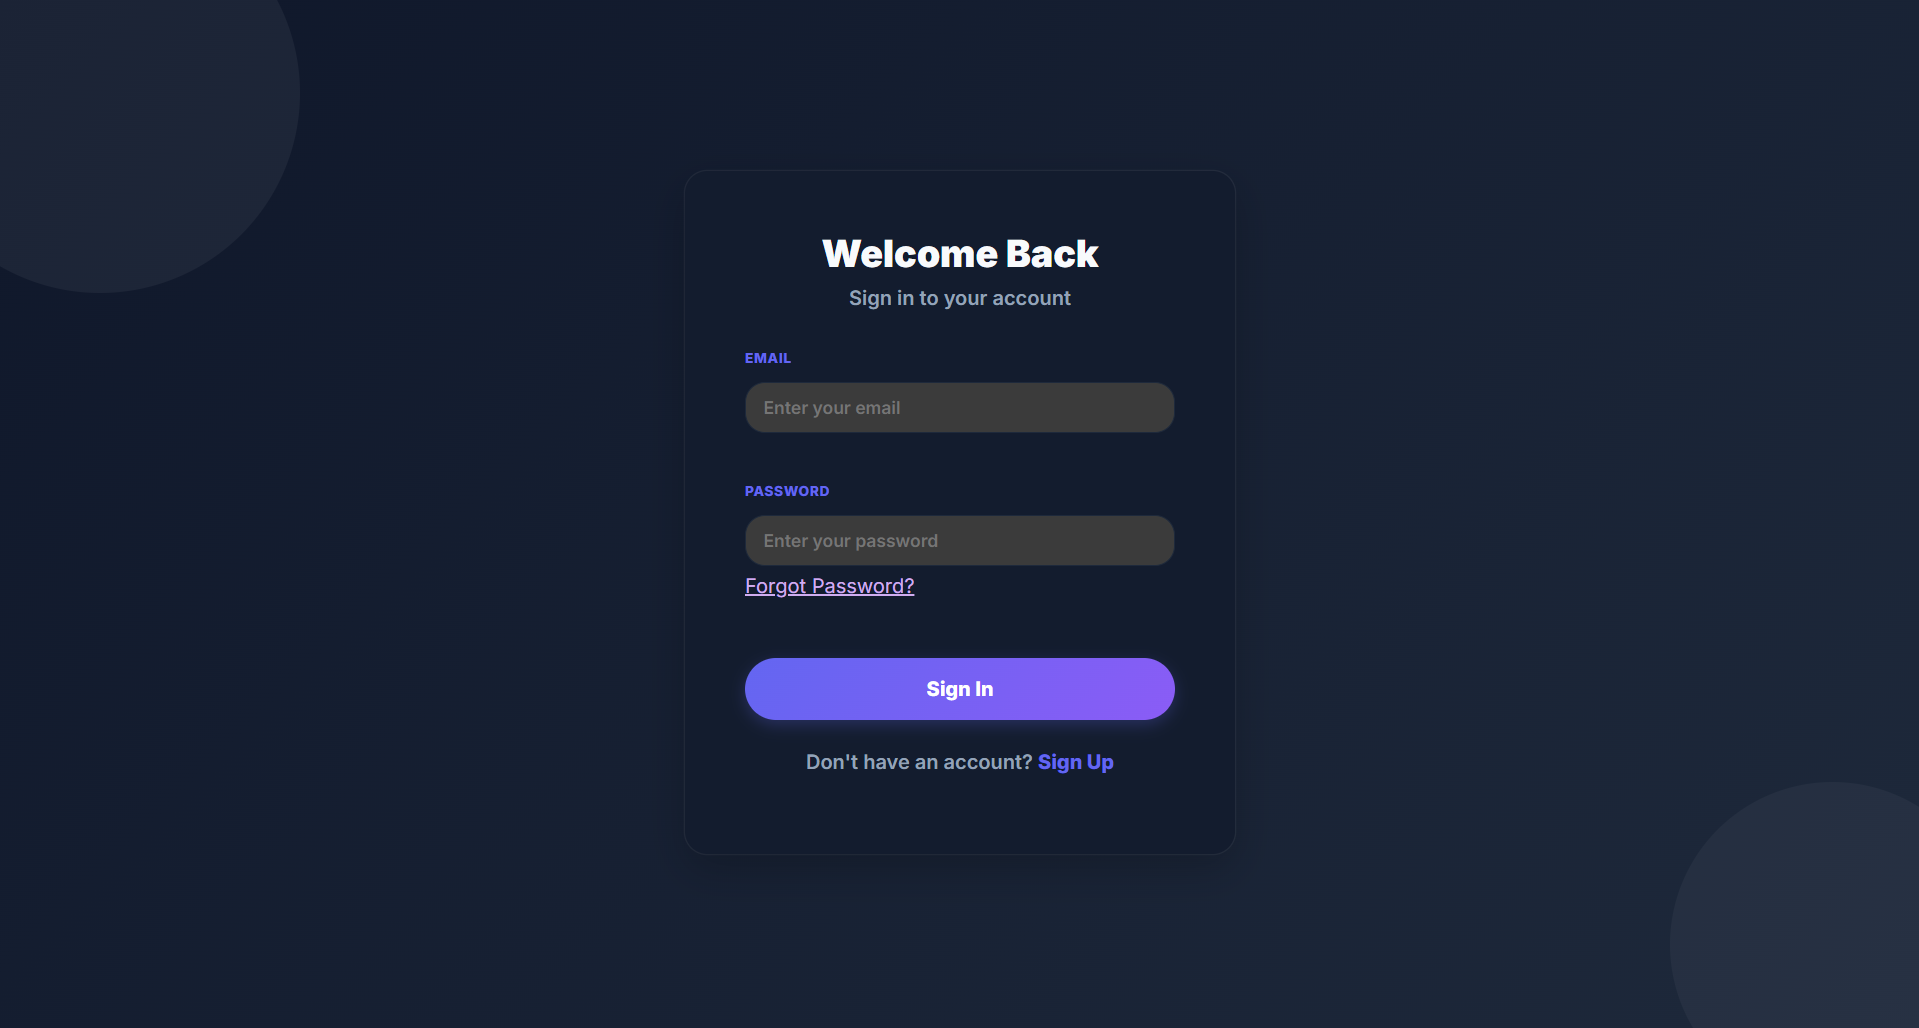 Welcome Back
Sign in to your account
EMAIL
Enter your email
PASSWORD
Enter your password
Forgot Password?
Sign In
Don't have an account? Sign Up